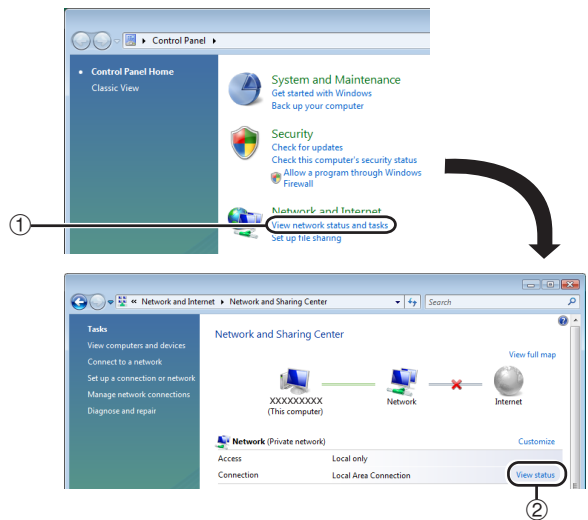 Control Panel
Control Panel Home
Classic View
System and Maintenance
Get started with Windows
Back up your computer
Security
Check for updates
Check this computer's security status
Allow a program through Windows
Firewall
Network and Internet
View network status and tasks
Set up file sharing
1
« Network and Internet Network and Sharing Center
Search
Tasks
View computers and devices
Connect to a network
Set up a connection or network
Manage network connections
Diagnose and repair
Network and Sharing Center
View full map
XXXXXXXXX
(This computer)
Network
Internet
Network (Private network)
Customize
Access Local only
Connection Local Area Connection View status
2